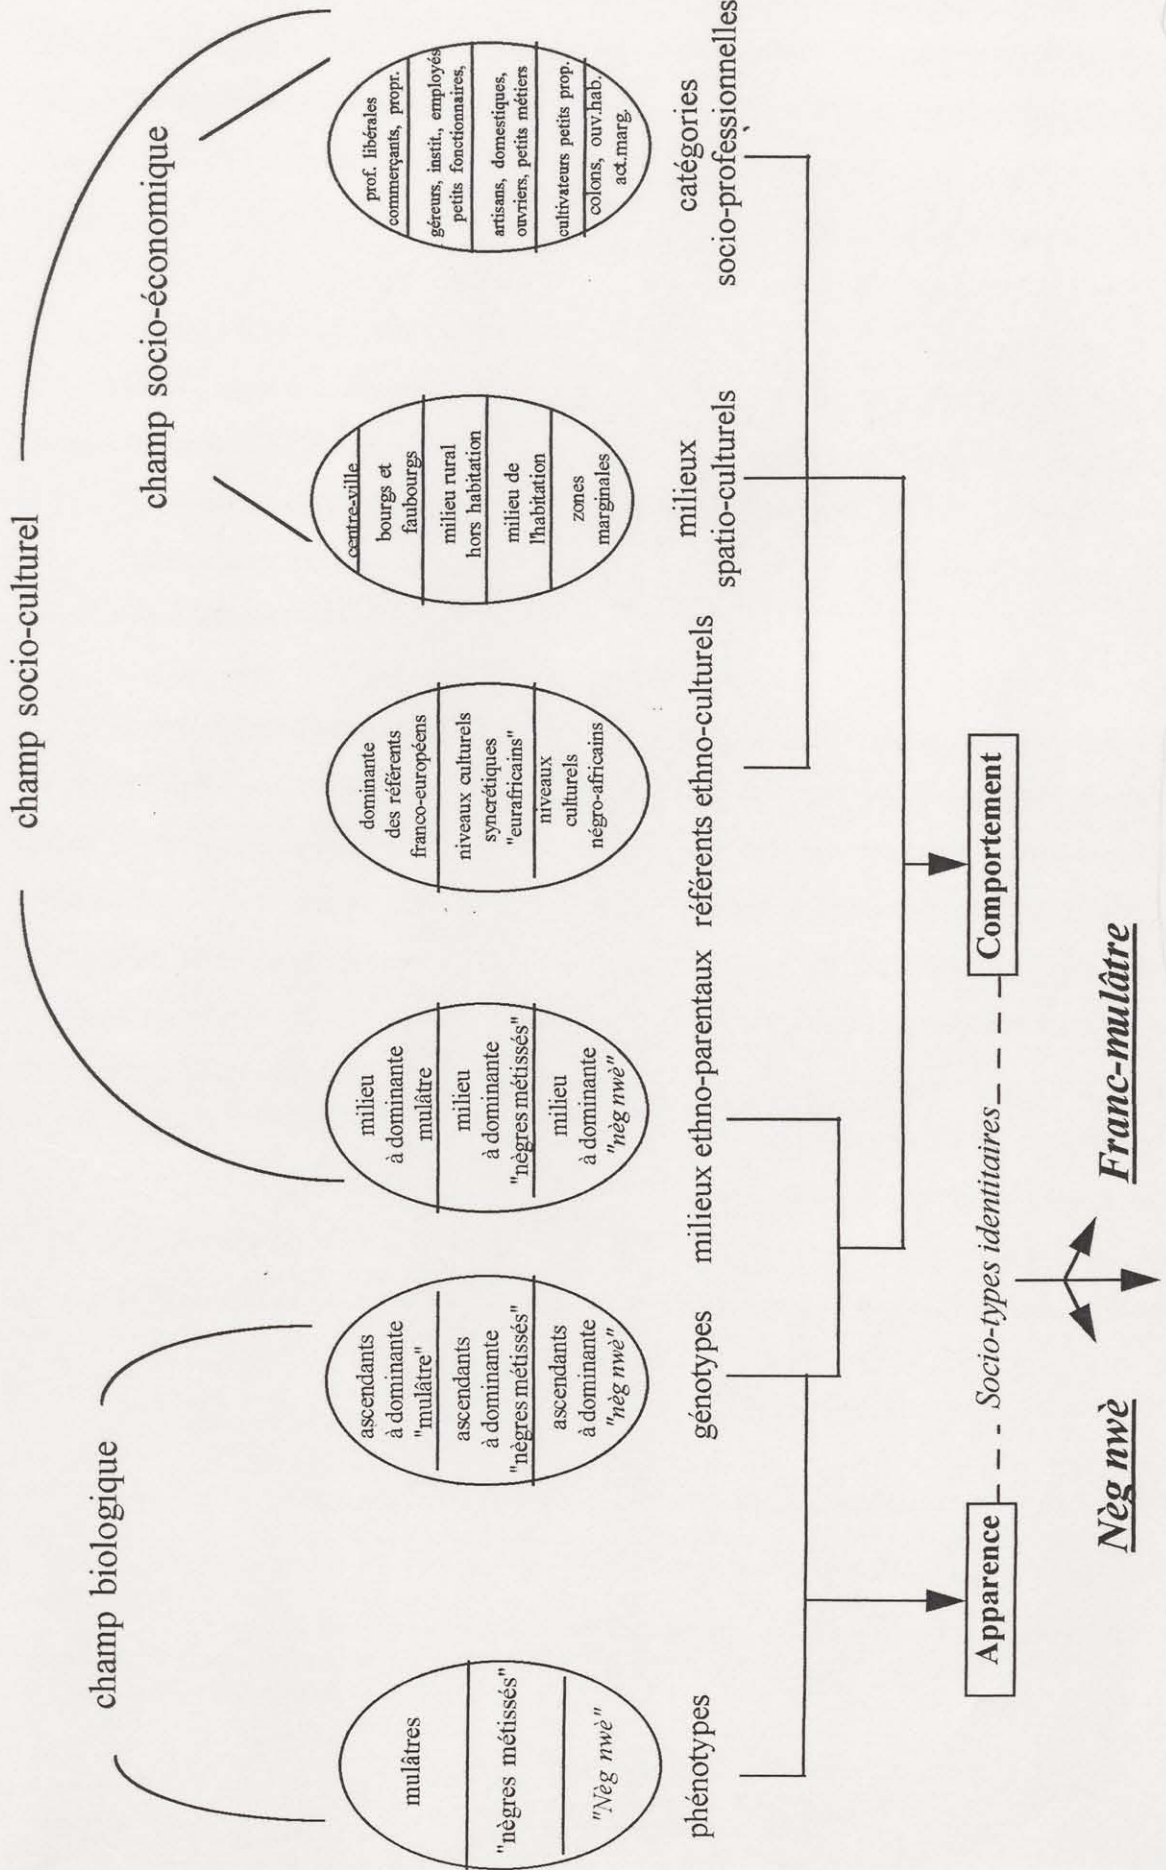 champ socio-culturel
champ biologique
champ socio-économique
mulâtres
"nègres métissés"
"Nèg nwè"
phénotypes
ascendants
à dominante
"mulâtre"
ascendants
à dominante
"nègres métissés"
ascendants
à dominante
"nèg nwè"
génotypes
milieu
à dominante
mulâtre
milieu
à dominante
"nègres métissés"
milieu
à dominante
"nèg nwè"
milieux ethno-parentaux
dominante
des référents
franco-européens
niveaux culturels
syncrétiques
"eurafricains"
niveaux
culturels
négro-africains
référents ethno-culturels
centre-ville
bourgs et
faubourgs
milieu rural
hors habitation
milieu de
l'habitation
zones
marginales
milieux
spatio-culturels
prof. libérales
commerçants, propr.
géreurs, instit., employés
petits fonctionnaires,
artisans, domestiques,
ouvriers, petits métiers
cultivateurs petits prop.
colons, ouv.hab.
act.marg.
catégories
socio-professionnelles
Apparence
Socio-types identitaires
Comportement
Nèg nwè
Franc-mulâtre